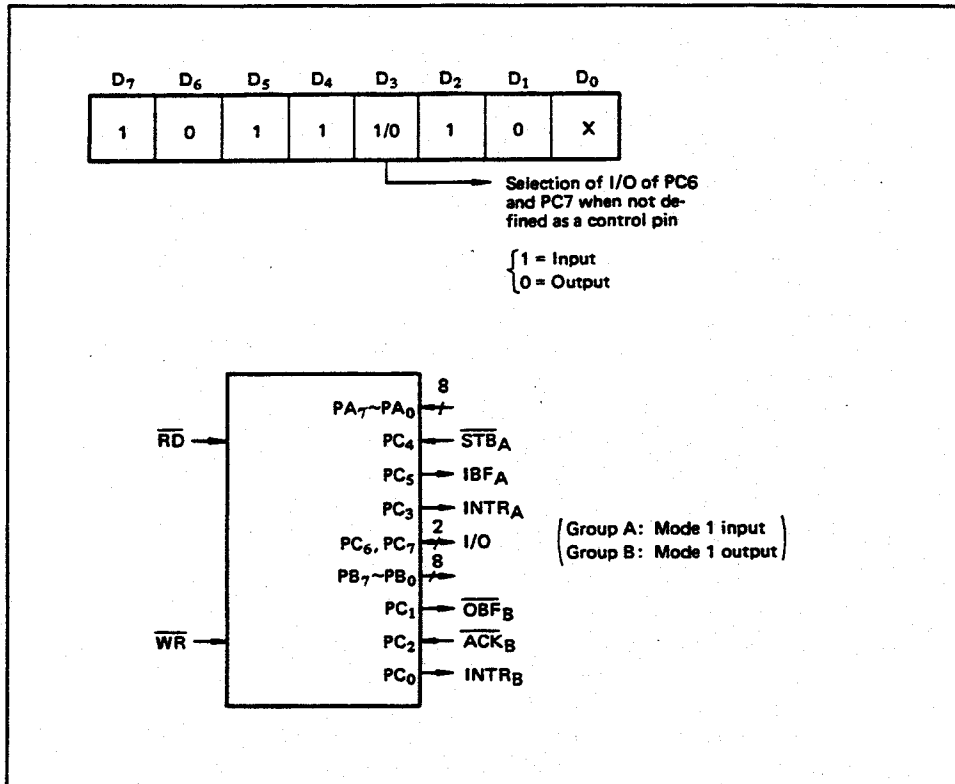 D7 D6 D5 D4 D3 D2 D1 D0
1 0 1 1 1/0 1 0 X
Selection of I/O of PC6
and PC7 when not de-
fined as a control pin
1 = Input
0 = Output
8
PA7~PA0
RD PC4 STBA
PC5 IBFA
PC3 INTRA
2
PC6, PC7 I/O
(Group A: Mode 1 input
Group B: Mode 1 output)
8
PB7~PB0
PC1 OBFB
WR PC2 ACKB
PC0 INTRB